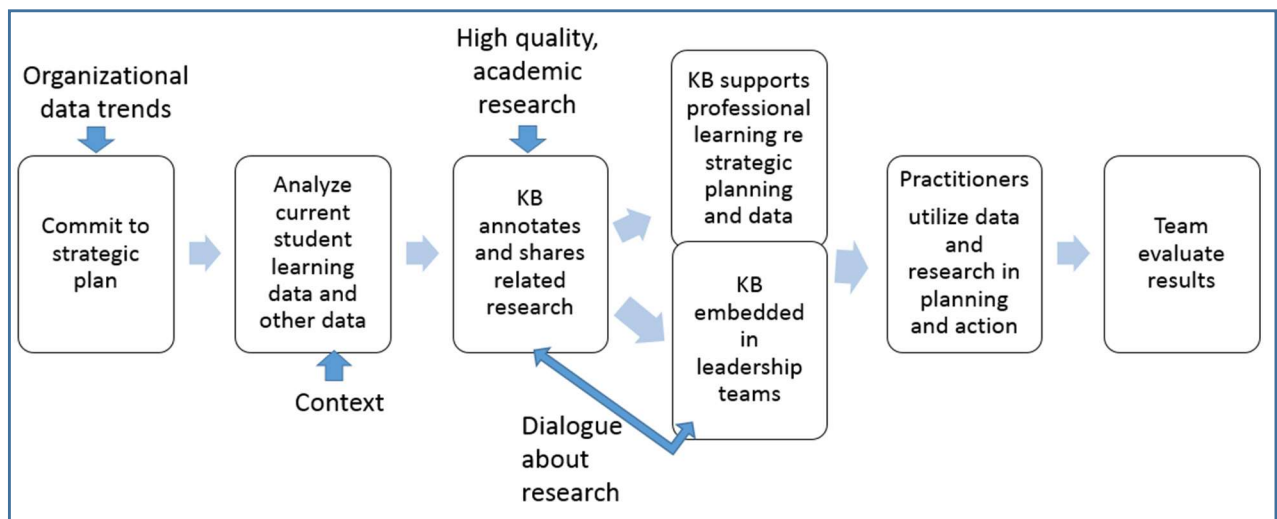 Organizational
data trends
Commit to
strategic
plan
Analyze
current
student
learning
data and
other data
Context
High quality,
academic
research
KB
annotates
and shares
related
research
Dialogue
about
research
KB supports
professional
learning re
strategic
planning
and data
KB
embedded
in
leadership
teams
Practitioners
utilize data
and
research in
planning
and action
Team
evaluate
results